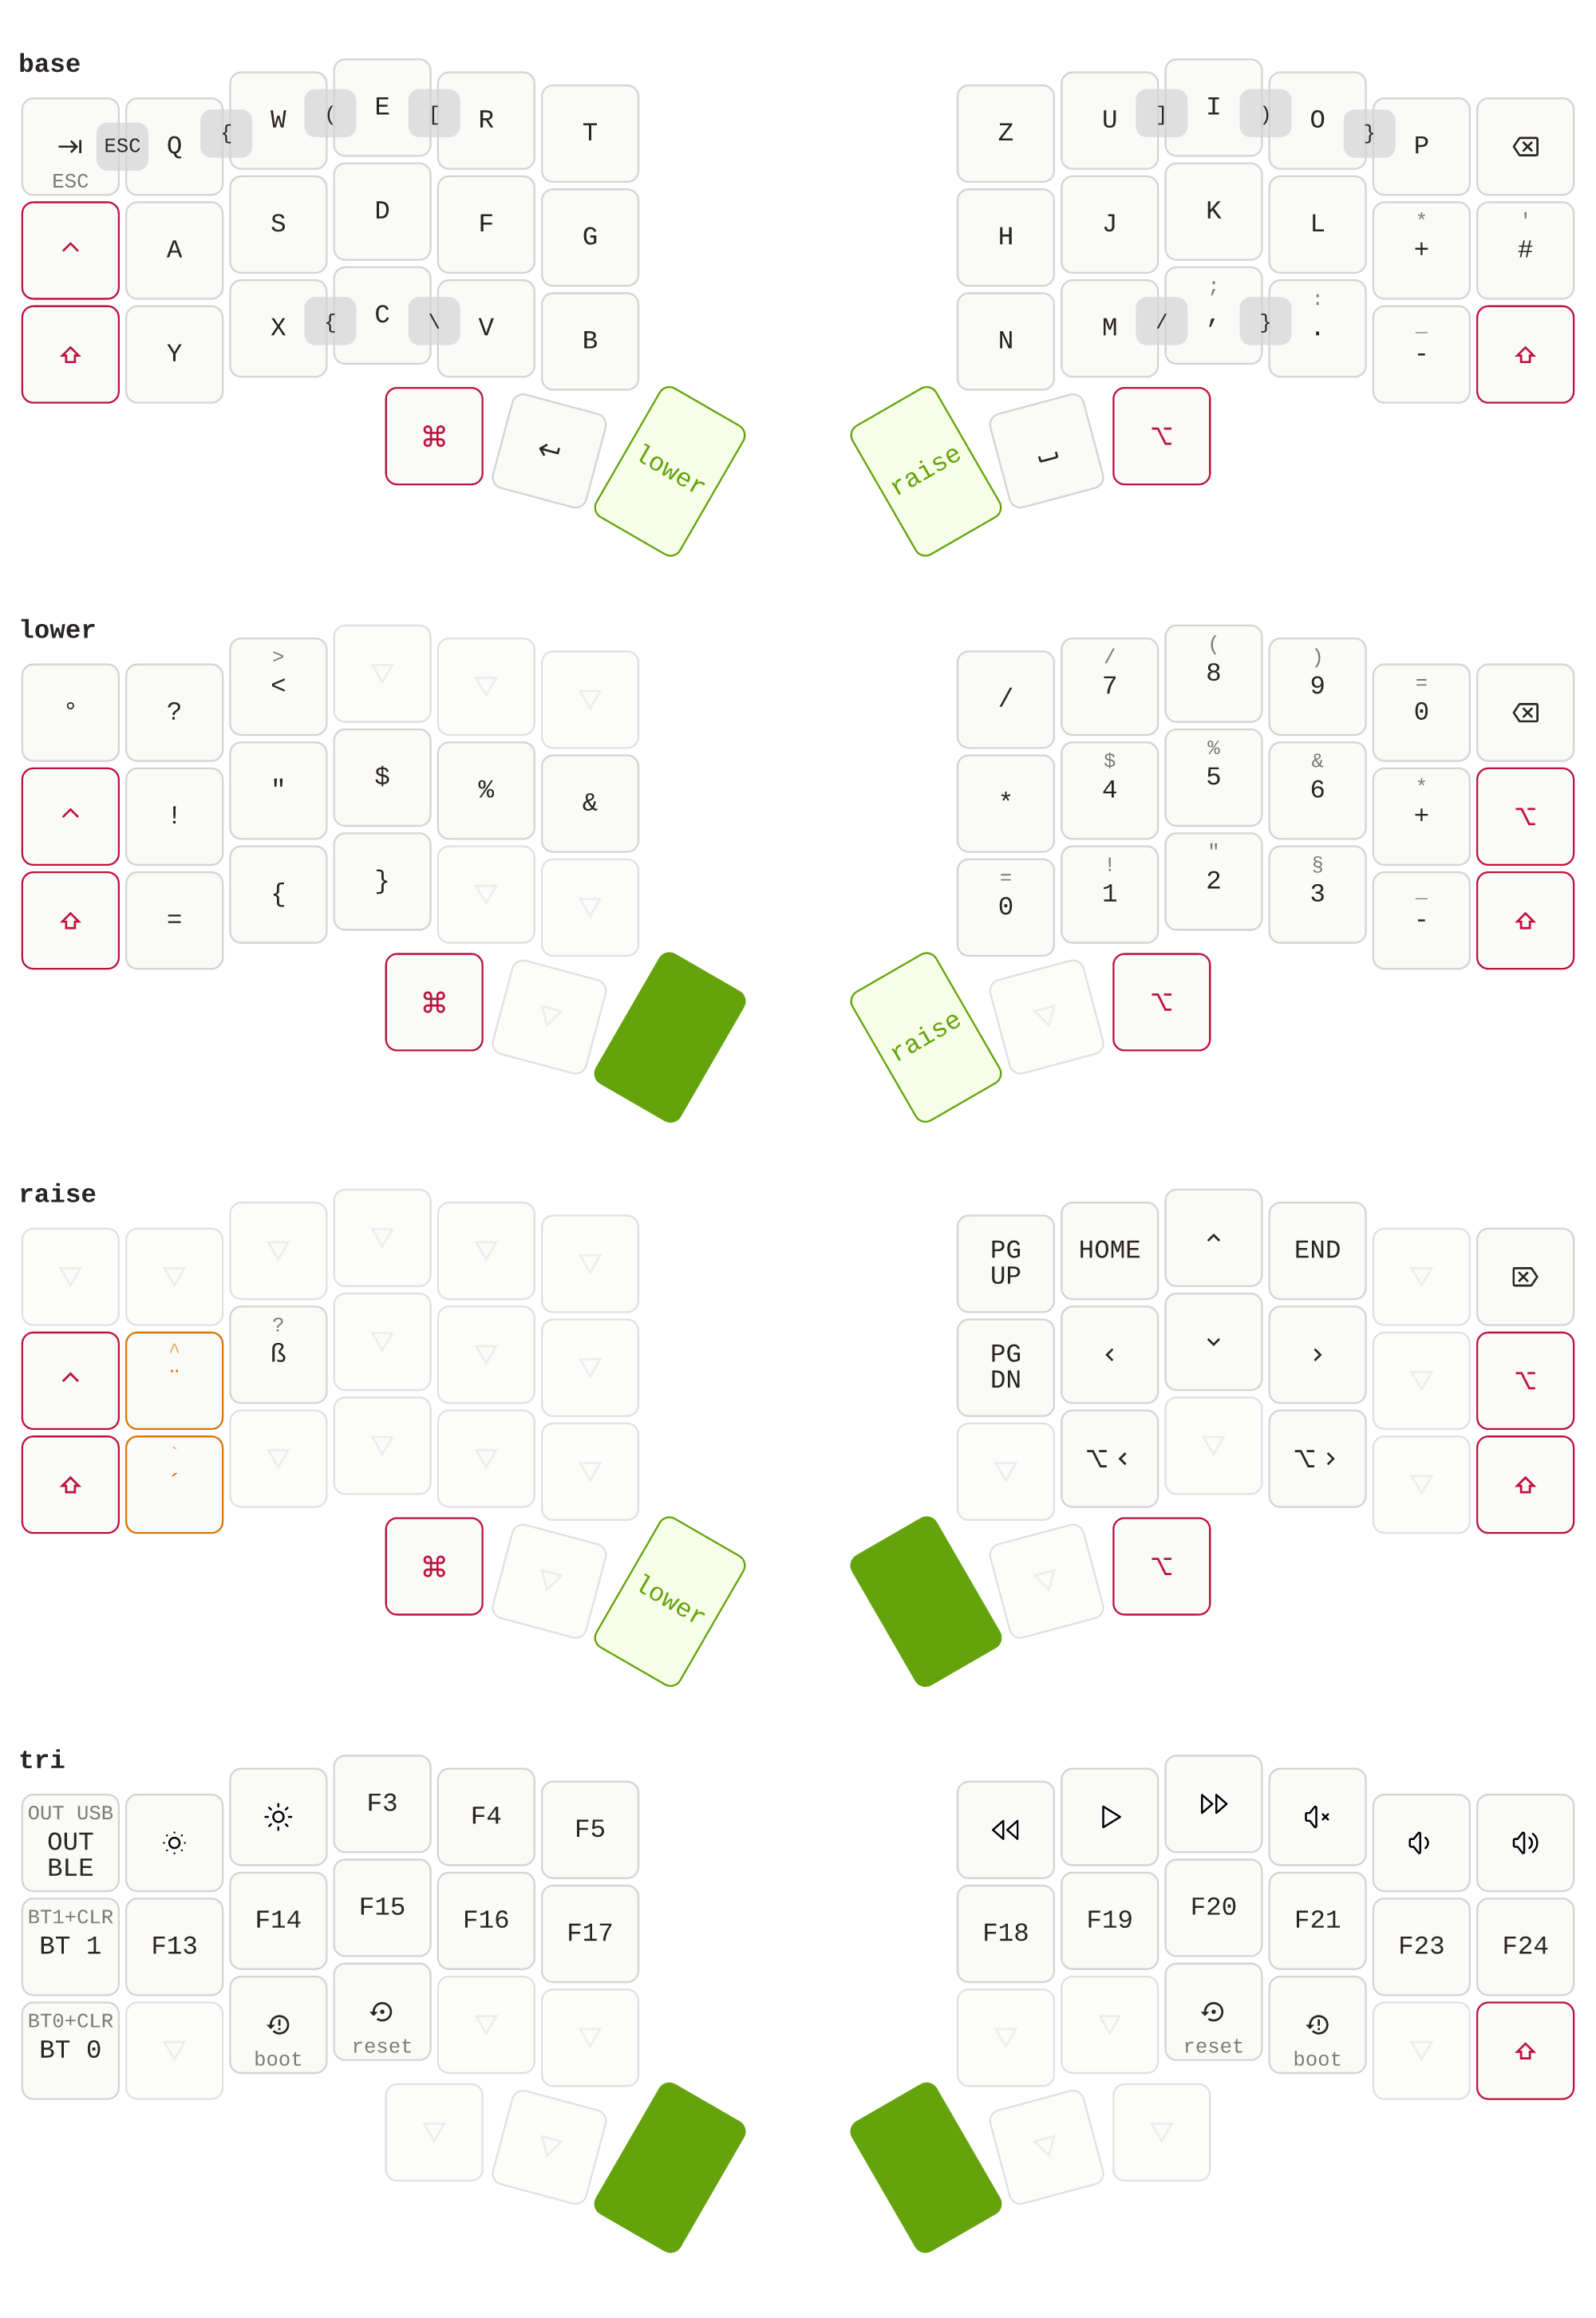 base
⇥ ESC Q { W ( E [ R T Z U ] I ) O } P ⌫
ESC
^ A S D F G H J K L * + ' #
⇧ Y X { C \ V B N M / ; , } : . _ - ⇧
⌘ ↩ lower raise ␣ ⌥
lower
° ? > < / / 7 ( 8 ) 9 = 0 ⌫
^ ! " $ % & * $ 4 % 5 & 6 * + ⌥
⇧ = { } = 0 ! 1 " 2 § 3 _ - ⇧
⌘ raise ⌥
raise
PG UP HOME ^ END ⌦
^ ^ ¨ ? ß PG DN < ⌄ > ⌥
⇧ ` ´ ⌥ < ⌥ > ⇧
⌘ lower ⌥
tri
OUT USB
OUT BLE F3 F4 F5
BT1+CLR
BT 1 F13 F14 F15 F16 F17 F18 F19 F20 F21 F23 F24
BT0+CLR
BT 0 boot reset reset boot ⇧